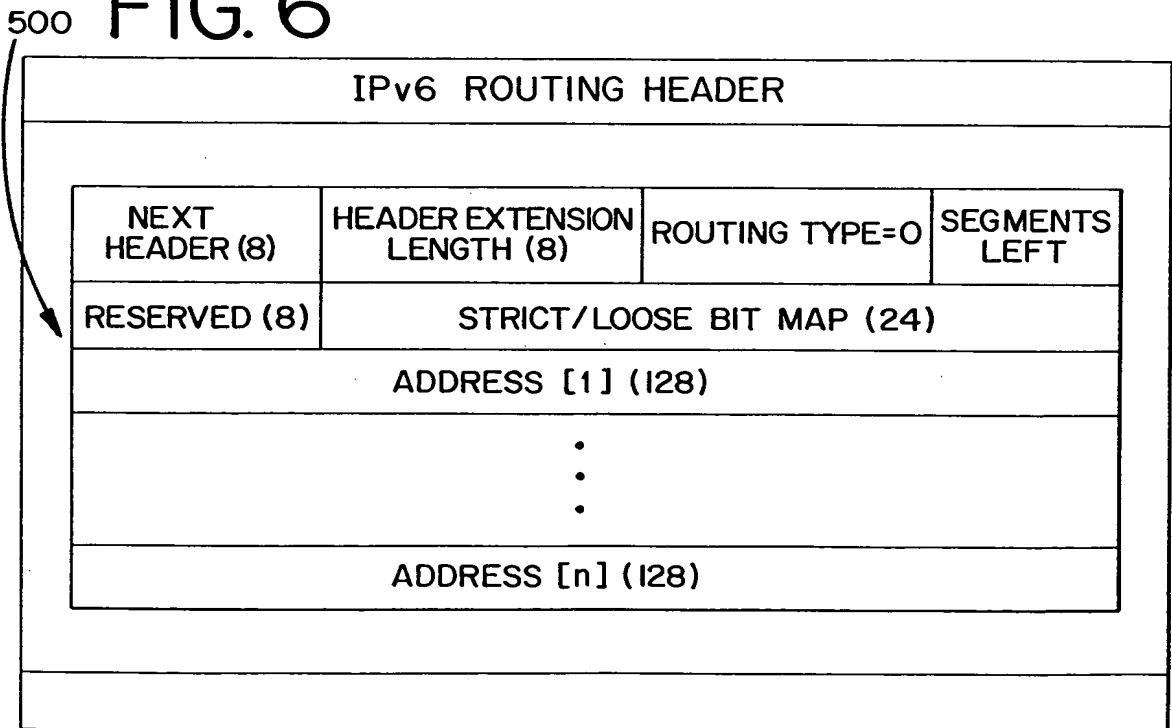 500 FIG. 6
IPv6 ROUTING HEADER
NEXT
HEADER (8)
HEADER EXTENSION
LENGTH (8)
ROUTING TYPE=0
SEGMENTS
LEFT
RESERVED (8)
STRICT/LOOSE BIT MAP (24)
ADDRESS [1] (128)
ADDRESS [n] (128)